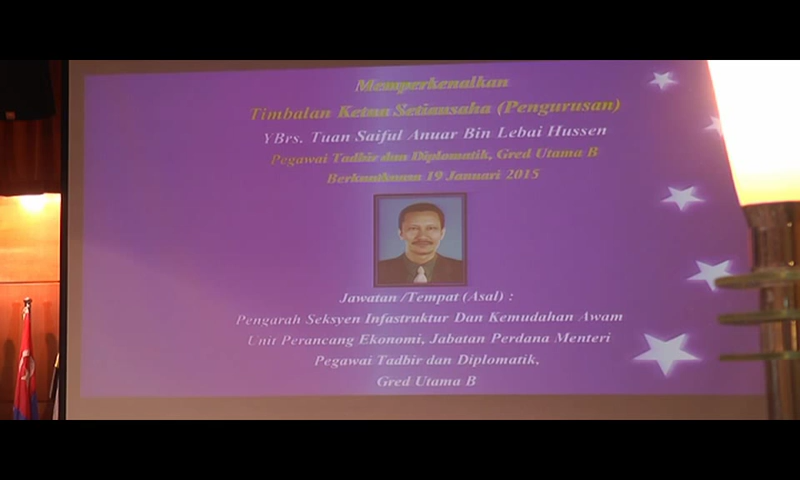 Memperkenalkan
Timbalan Ketua Setiausaha (Pengurusan)
YBrs. Tuan Saiful Anuar Bin Lebai Hussen
Pegawai Tadbir dan Diplomatik, Gred Utama B
Berkuatkuasa 19 Januari 2015
Jawatan /Tempat (Asal) :
Pengarah Seksyen Infastruktur Dan Kemudahan Awam
Unit Perancang Ekonomi, Jabatan Perdana Menteri
Pegawai Tadbir dan Diplomatik,
Gred Utama B